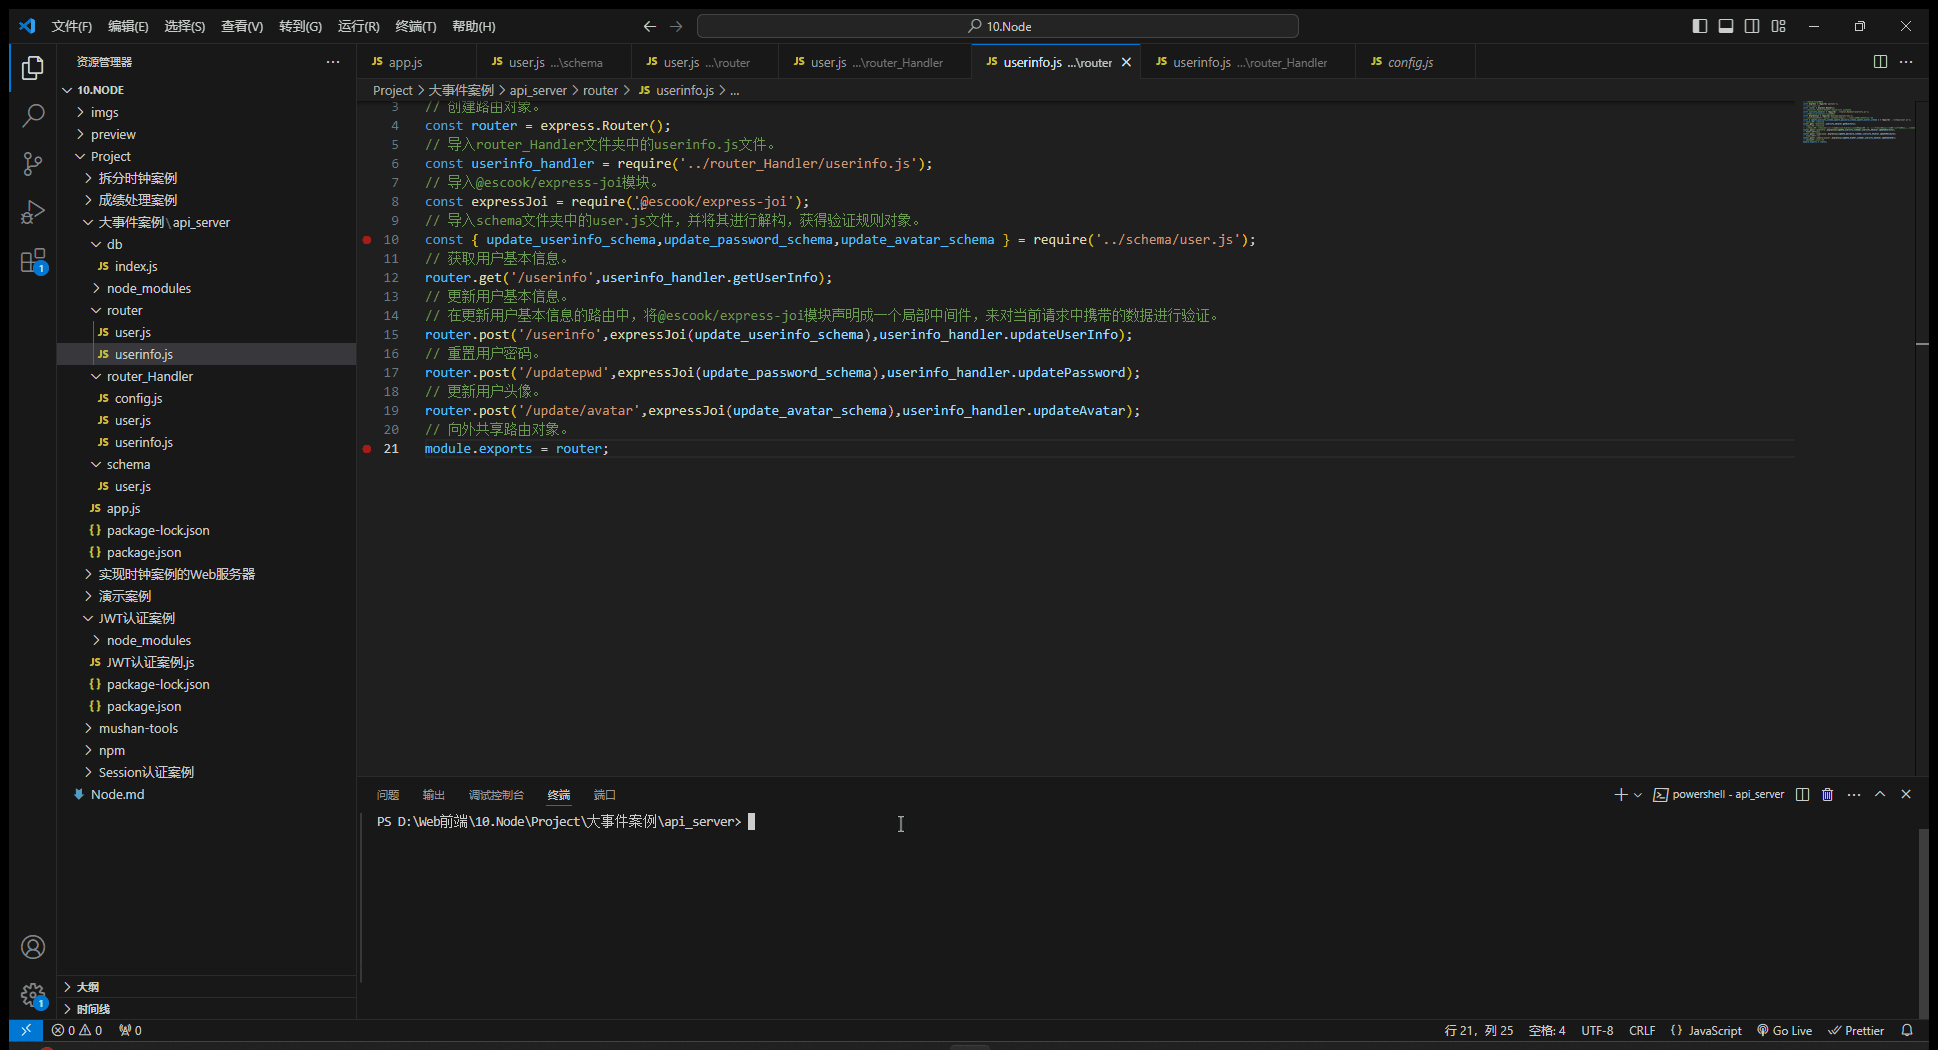 文件(F) 编辑(E) 选择(S) 查看(V) 转到(G) 运行(R) 终端(T) 帮助(H) 10.Node
资源管理器
10.NODE
imgs
preview
Project
拆分时钟案例
成绩处理案例
大事件案例\api_server
db
JS index.js
node_modules
router
JS user.js
JS userinfo.js
router_Handler
JS config.js
JS user.js
JS userinfo.js
schema
JS user.js
JS app.js
{} package-lock.json
{} package.json
实现时钟案例的Web服务器
演示案例
JWT认证案例
node_modules
JS JWT认证案例.js
{} package-lock.json
{} package.json
mushan-tools
npm
Session认证案例
Node.md
大纲
时间线
JS app.js JS user.js ...\schema JS user.js ...\router JS user.js ...\router_Handler JS userinfo.js ...\router JS userinfo.js ...\router_Handler JS config.js
Project > 大事件案例 > api_server > router > JS userinfo.js > ...
3 // 创建路由对象。
4 const router = express.Router();
5 // 导入router_Handler文件夹中的userinfo.js文件。
6 const userinfo_handler = require('../router_Handler/userinfo.js');
7 // 导入@escook/express-joi模块。
8 const expressJoi = require('@escook/express-joi');
9 // 导入schema文件夹中的user.js文件，并将其进行解构，获得验证规则对象。
10 const { update_userinfo_schema,update_password_schema,update_avatar_schema } = require('../schema/user.js');
11 // 获取用户基本信息。
12 router.get('/userinfo',userinfo_handler.getUserInfo);
13 // 更新用户基本信息。
14 // 在更新用户基本信息的路由中，将@escook/express-joi模块声明成一个局部中间件，来对当前请求中携带的数据进行验证。
15 router.post('/userinfo',expressJoi(update_userinfo_schema),userinfo_handler.updateUserInfo);
16 // 重置用户密码。
17 router.post('/updatepwd',expressJoi(update_password_schema),userinfo_handler.updatePassword);
18 // 更新用户头像。
19 router.post('/update/avatar',expressJoi(update_avatar_schema),userinfo_handler.updateAvatar);
20 // 向外共享路由对象。
21 module.exports = router;
问题 输出 调试控制台 终端 端口 powershell - api_server
PS D:\Web前端\10.Node\Project\大事件案例\api_server>
1
1
0 0 0 行 21，列 25 空格: 4 UTF-8 CRLF {} JavaScript Go Live Prettier